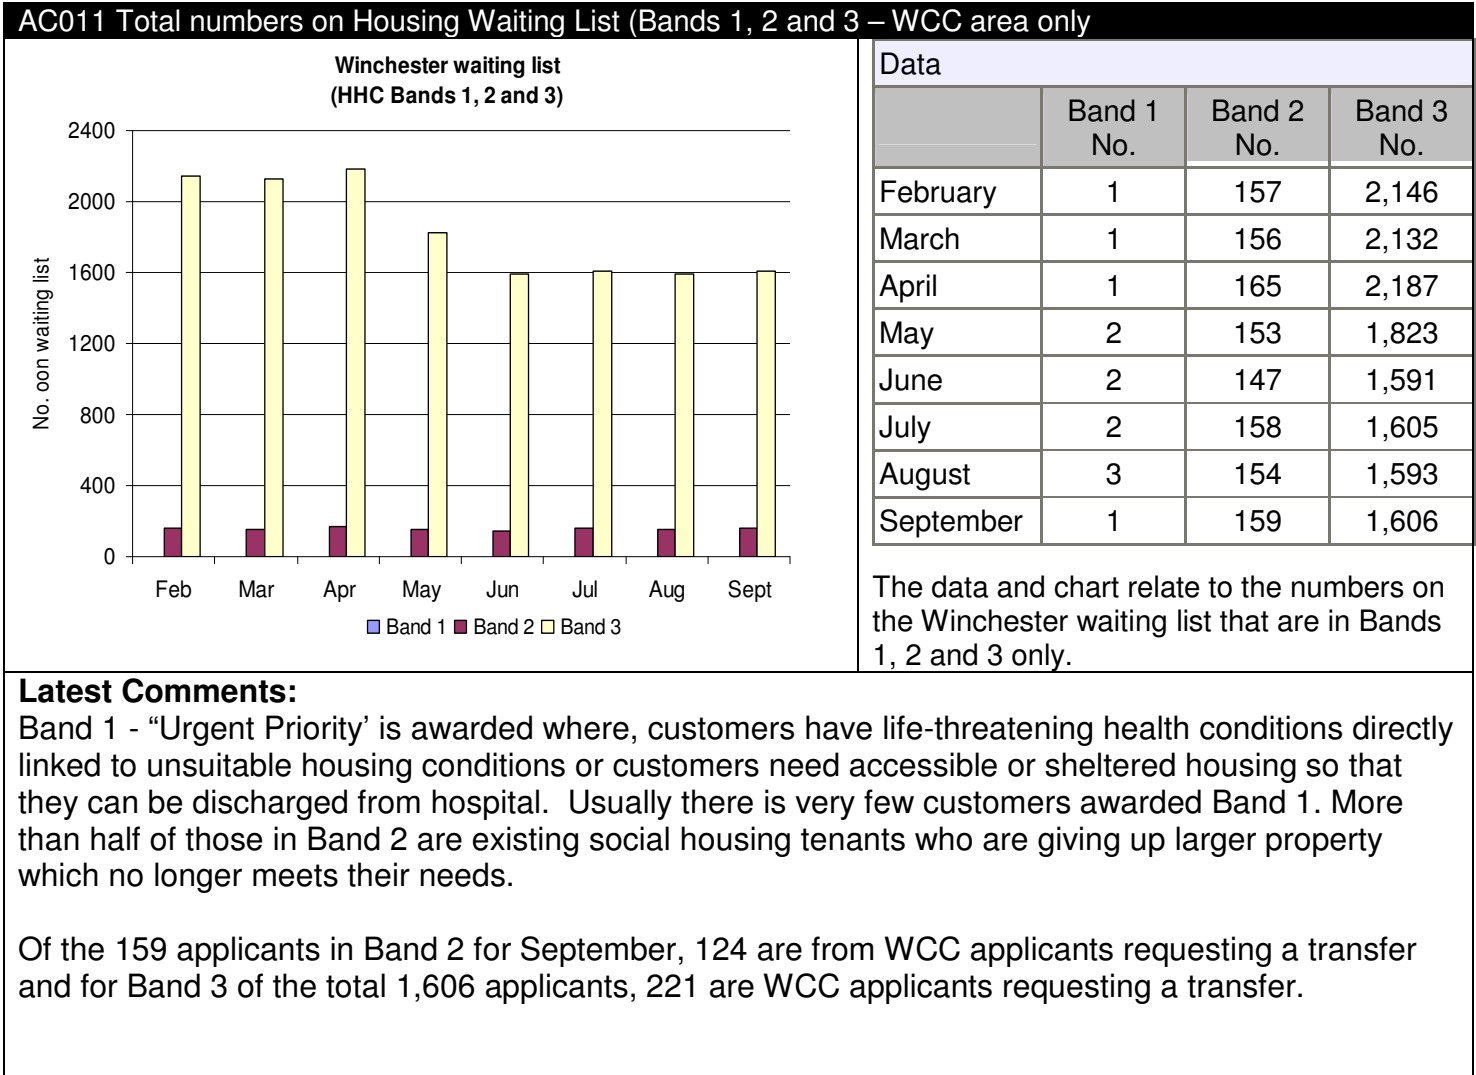 AC011 Total numbers on Housing Waiting List (Bands 1, 2 and 3 – WCC area only
Winchester waiting list
(HHC Bands 1, 2 and 3)
No. oon waiting list
2400
2000
1600
1200
800
400
0
Feb Mar Apr May Jun Jul Aug Sept
Band 1 Band 2 Band 3
Data
Band 1 No. Band 2 No. Band 3 No.
February 1 157 2,146
March 1 156 2,132
April 1 165 2,187
May 2 153 1,823
June 2 147 1,591
July 2 158 1,605
August 3 154 1,593
September 1 159 1,606
The data and chart relate to the numbers on
the Winchester waiting list that are in Bands
1, 2 and 3 only.
Latest Comments:
Band 1 - “Urgent Priority’ is awarded where, customers have life-threatening health conditions directly
linked to unsuitable housing conditions or customers need accessible or sheltered housing so that
they can be discharged from hospital.  Usually there is very few customers awarded Band 1. More
than half of those in Band 2 are existing social housing tenants who are giving up larger property
which no longer meets their needs.
Of the 159 applicants in Band 2 for September, 124 are from WCC applicants requesting a transfer
and for Band 3 of the total 1,606 applicants, 221 are WCC applicants requesting a transfer.